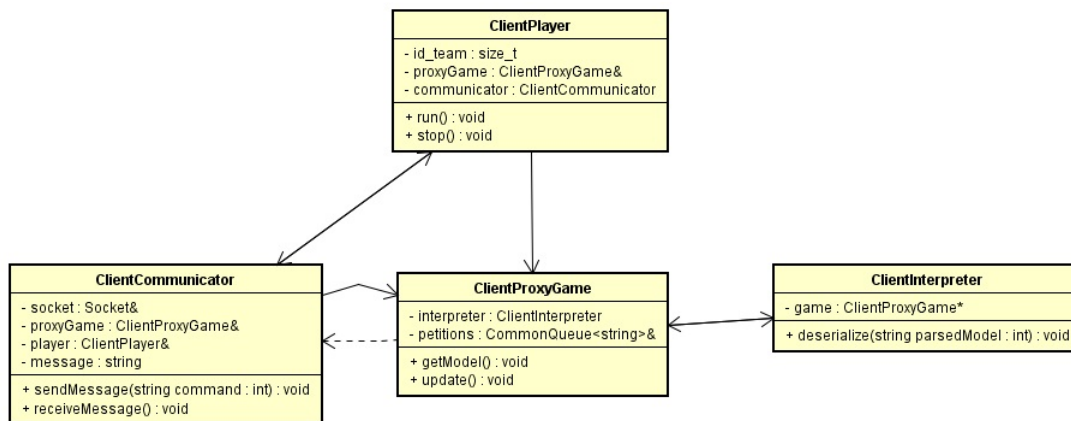 ClientPlayer
- id_team : size_t
- proxyGame : ClientProxyGame&
- communicator : ClientCommunicator
+ run() : void
+ stop() : void
ClientCommunicator
- socket : Socket&
- proxyGame : ClientProxyGame&
- player : ClientPlayer&
- message : string
+ sendMessage(string command : int) : void
+ receiveMessage() : void
ClientProxyGame
- interpreter : ClientInterpreter
- petitions : CommonQueue<string>&
+ getModel() : void
+ update() : void
ClientInterpreter
- game : ClientProxyGame*
+ deserialize(string parsedModel : int) : void